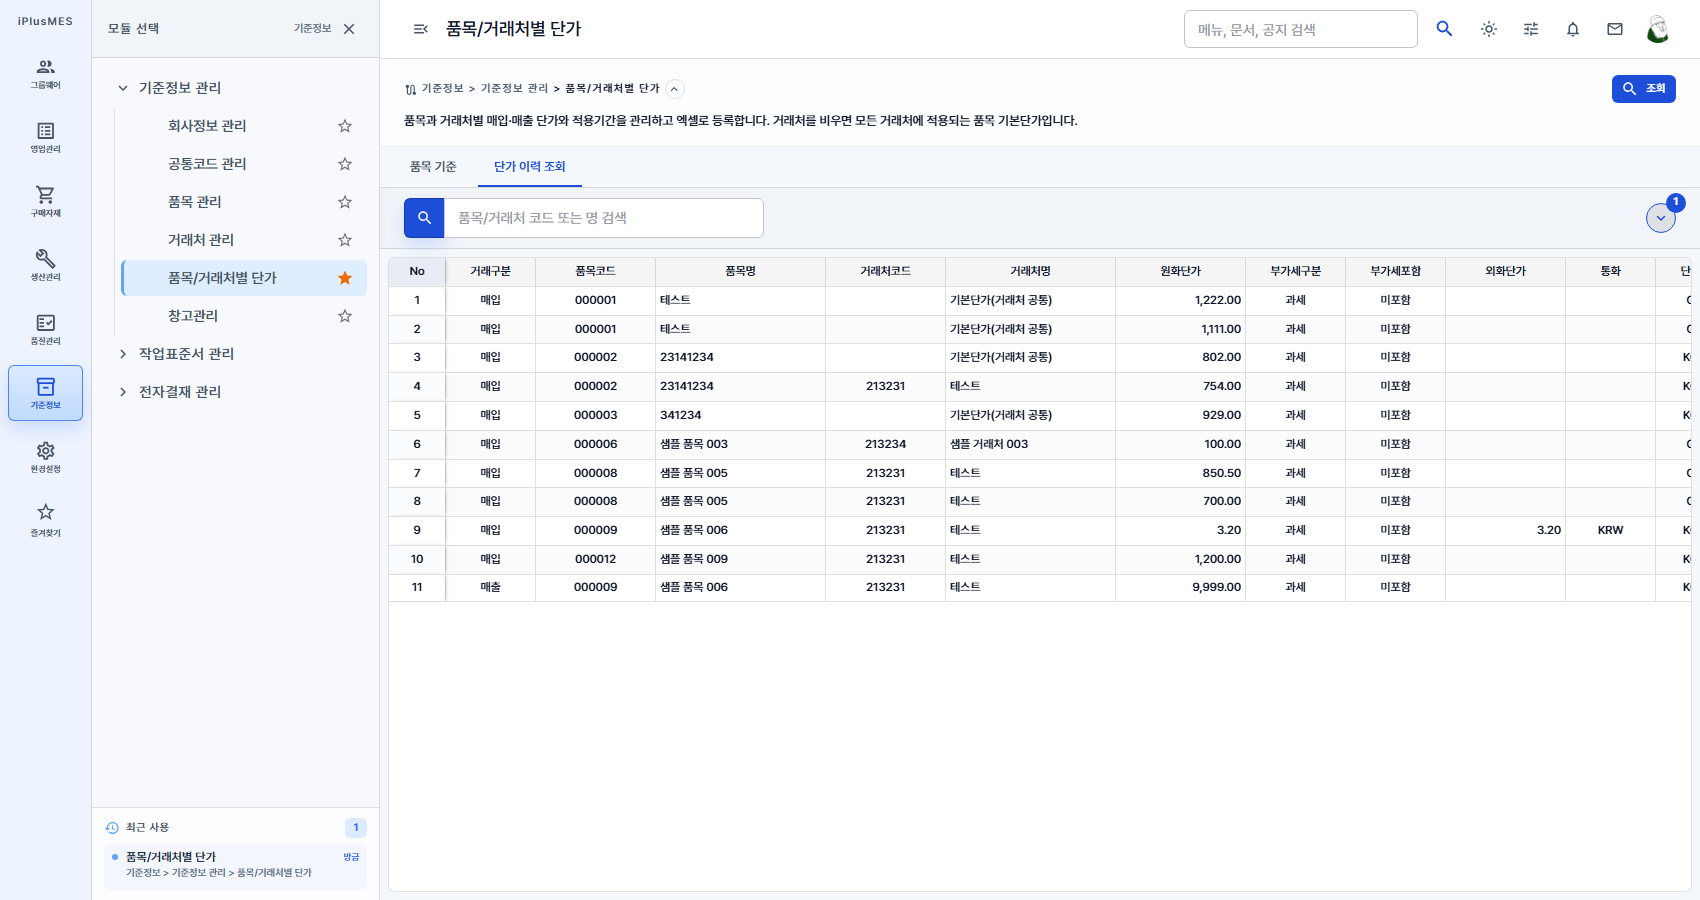 iPlusMES
그룹웨어
영업관리
구매자재
생산관리
품질관리
기준정보
환경설정
즐겨찾기
모듈 선택 기준정보
기준정보 관리
회사정보 관리
공통코드 관리
품목 관리
거래처 관리
품목/거래처별 단가
창고관리
작업표준서 관리
전자결재 관리
최근 사용 1
품목/거래처별 단가 방금
기준정보 > 기준정보 관리 > 품목/거래처별 단가
품목/거래처별 단가
메뉴, 문서, 공지 검색
기준정보 > 기준정보 관리 > 품목/거래처별 단가
조회
품목과 거래처별 매입·매출 단가와 적용기간을 관리하고 엑셀로 등록합니다. 거래처를 비우면 모든 거래처에 적용되는 품목 기본단가입니다.
품목 기준 단가 이력 조회
품목/거래처 코드 또는 명 검색
1
No 거래구분 품목코드 품목명 거래처코드 거래처명 원화단가 부가세구분 부가세포함 외화단가 통화
1 매입 000001 테스트 기본단가(거래처 공통) 1,222.00 과세 미포함
2 매입 000001 테스트 기본단가(거래처 공통) 1,111.00 과세 미포함
3 매입 000002 23141234 기본단가(거래처 공통) 802.00 과세 미포함
4 매입 000002 23141234 213231 테스트 754.00 과세 미포함
5 매입 000003 341234 기본단가(거래처 공통) 929.00 과세 미포함
6 매입 000006 샘플 품목 003 213234 샘플 거래처 003 100.00 과세 미포함
7 매입 000008 샘플 품목 005 213231 테스트 850.50 과세 미포함
8 매입 000008 샘플 품목 005 213231 테스트 700.00 과세 미포함
9 매입 000009 샘플 품목 006 213231 테스트 3.20 과세 미포함 3.20 KRW
10 매입 000012 샘플 품목 009 213231 테스트 1,200.00 과세 미포함
11 매출 000009 샘플 품목 006 213231 테스트 9,999.00 과세 미포함